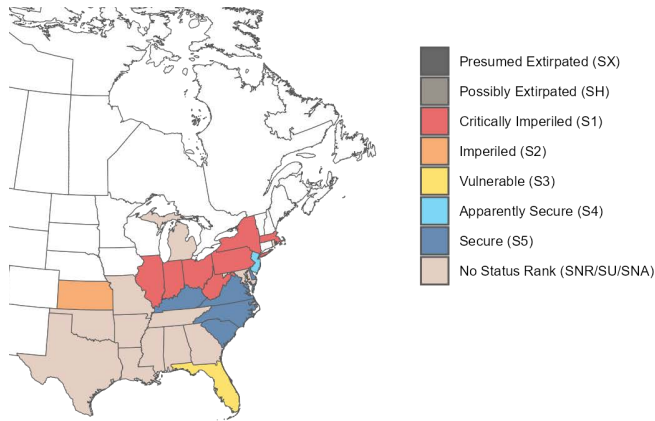 Presumed Extirpated (SX)
Possibly Extirpated (SH)
Critically Imperiled (S1)
Imperiled (S2)
Vulnerable (S3)
Apparently Secure (S4)
Secure (S5)
No Status Rank (SNR/SU/SNA)